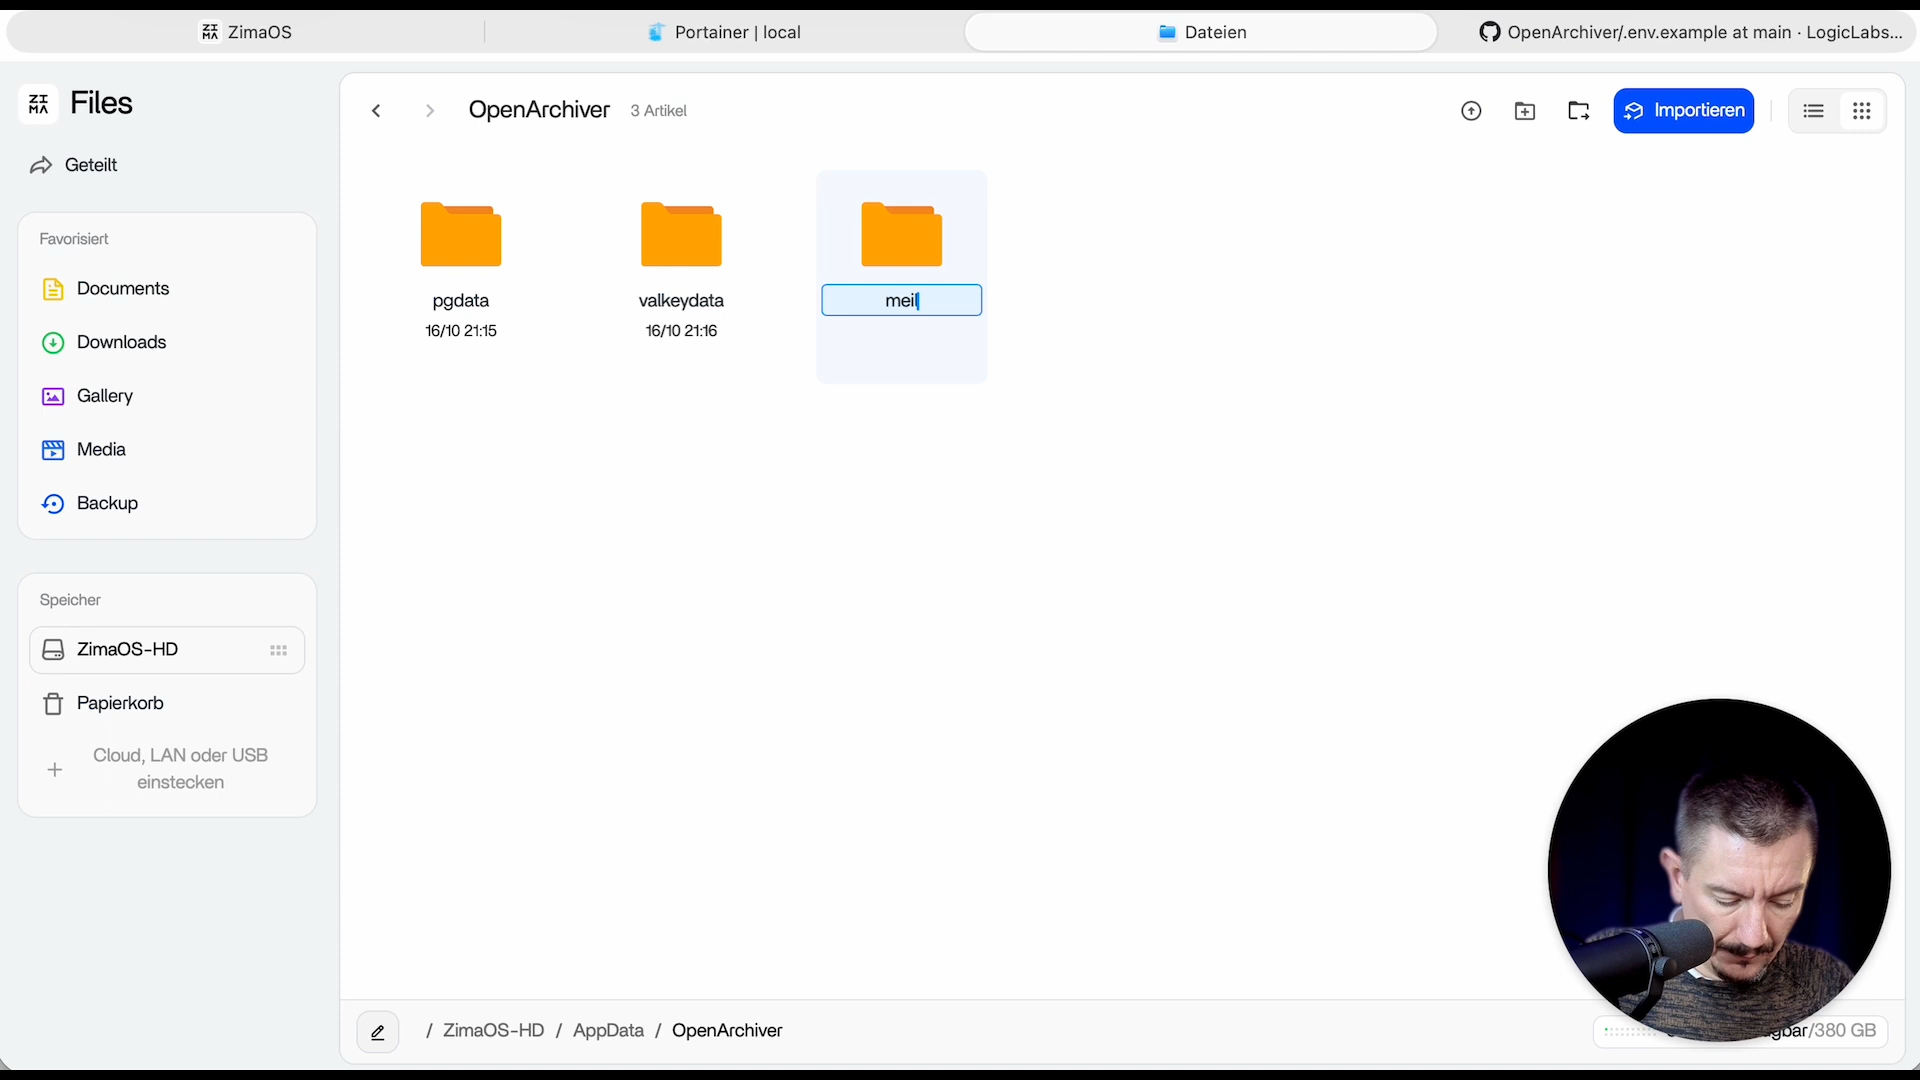 ZimaOS
Portainer | local
Dateien
OpenArchiver/.env.example at main · LogicLabs...
ZI
MA
Files
OpenArchiver
3 Artikel
Importieren
Geteilt
Favorisiert
Documents
Downloads
Gallery
Media
Backup
pgdata
16/10 21:15
valkeydata
16/10 21:16
meil
Speicher
ZimaOS-HD
Papierkorb
Cloud, LAN oder USB
einstecken
/ ZimaOS-HD / AppData / OpenArchiver
/380 GB